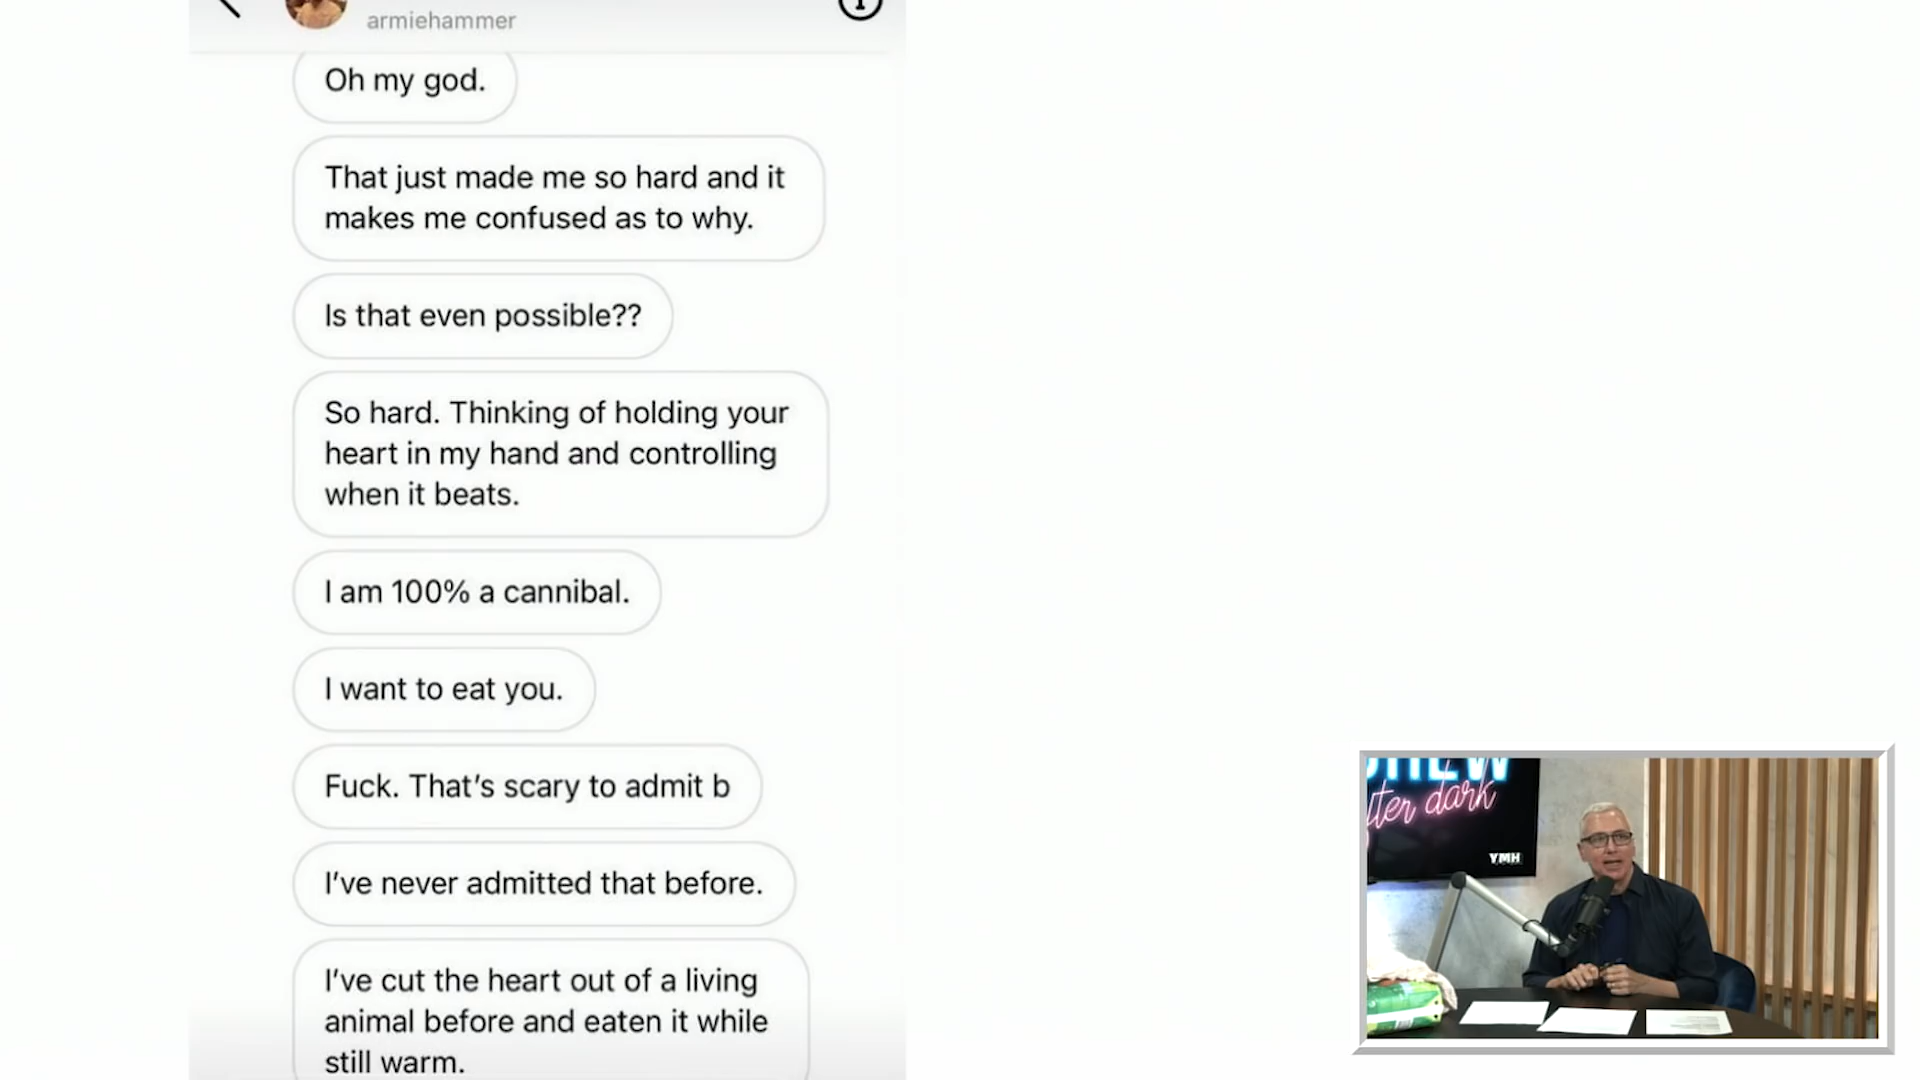 armiehammer
Oh my god.
That just made me so hard and it
makes me confused as to why.
Is that even possible??
So hard. Thinking of holding your
heart in my hand and controlling
when it beats.
I am 100% a cannibal.
I want to eat you.
Fuck. That's scary to admit b
I've never admitted that before.
I've cut the heart out of a living
animal before and eaten it while
still warm.
after dark
YMH